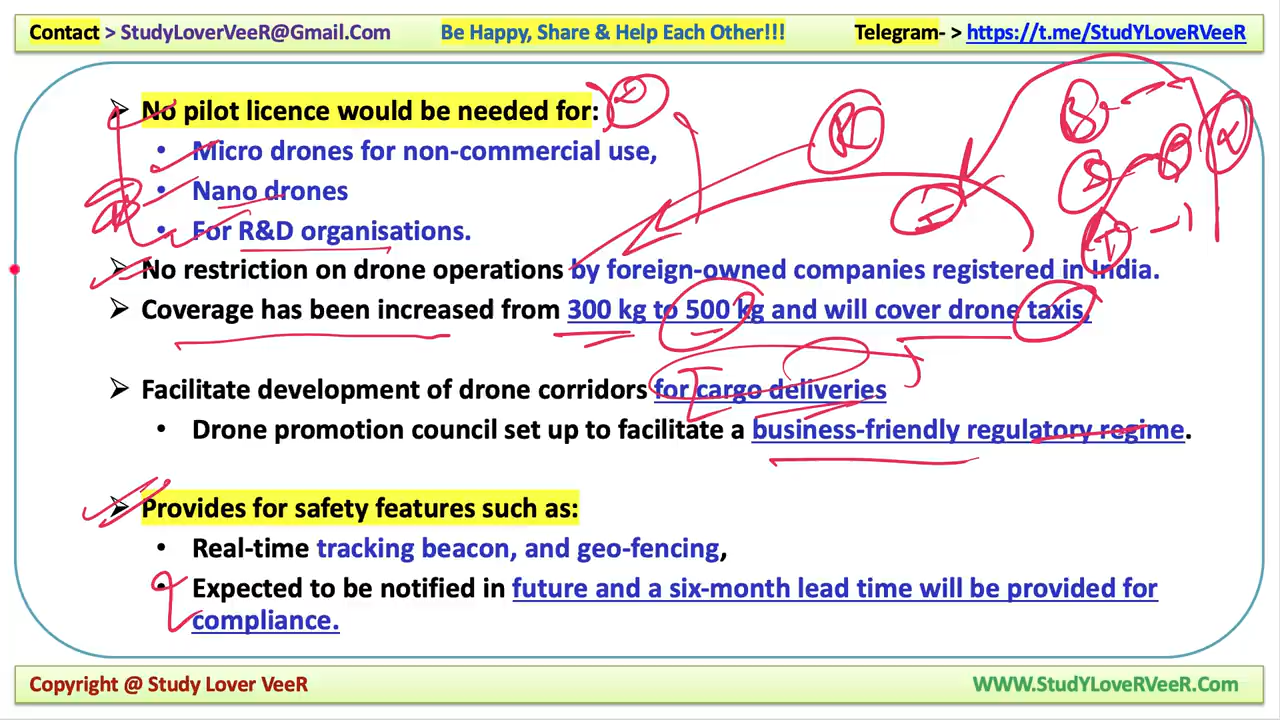 Contact > StudyLoverVeeR@Gmail.Com Be Happy, Share & Help Each Other!!! Telegram- > https://t.me/StudYLoveRVeeR
➢ No pilot licence would be needed for:
• Micro drones for non-commercial use,
• Nano drones
• For R&D organisations.
➢ No restriction on drone operations by foreign-owned companies registered in India.
➢ Coverage has been increased from 300 kg to 500 kg and will cover drone taxis,
➢ Facilitate development of drone corridors for cargo deliveries
• Drone promotion council set up to facilitate a business-friendly regulatory regime.
➢ Provides for safety features such as:
• Real-time tracking beacon, and geo-fencing,
• Expected to be notified in future and a six-month lead time will be provided for
compliance.
Copyright @ Study Lover VeeR WWW.StuDYLoveRVeeR.Com